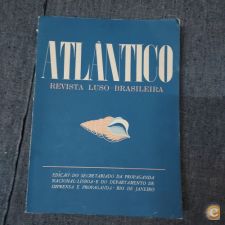 ATLÂNTICO
REVISTA LUSO-BRASILEIRA
EDIÇÃO DO SECRETARIADO DA PROPAGANDA
NACIONAL·LISBOA·E DO DEPARTAMENTO DE
IMPRENSA E PROPAGANDA·RIO DE JANEIRO